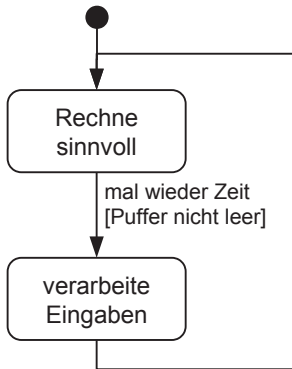 Rechne
sinnvoll
mal wieder Zeit
[Puffer nicht leer]
verarbeite
Eingaben